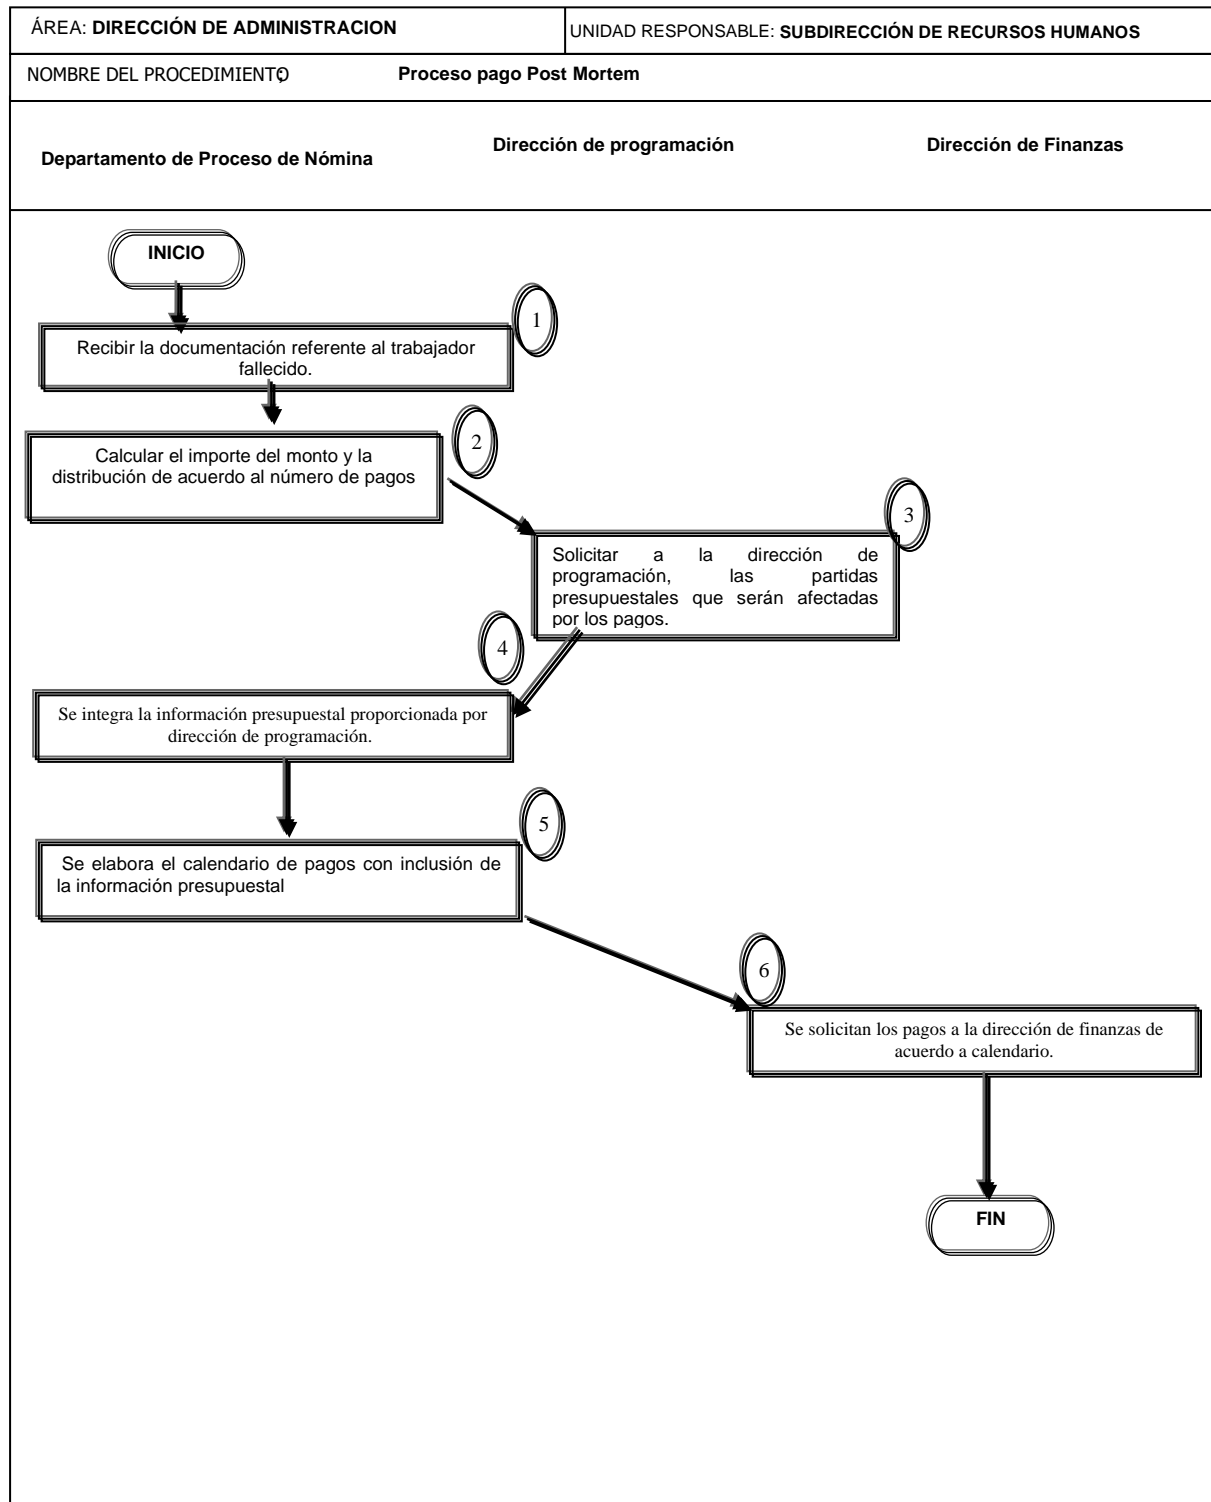 ÁREA: DIRECCIÓN DE ADMINISTRACION
UNIDAD RESPONSABLE: SUBDIRECCIÓN DE RECURSOS HUMANOS
NOMBRE DEL PROCEDIMIENTO: Proceso pago Post Mortem
Departamento de Proceso de Nómina
Dirección de programación
Dirección de Finanzas
INICIO
1
Recibir la documentación referente al trabajador
fallecido.
2
Calcular el importe del monto y la
distribución de acuerdo al número de pagos
3
Solicitar a la dirección de
programación, las partidas
presupuestales que serán afectadas
por los pagos.
4
Se integra la información presupuestal proporcionada por
dirección de programación.
5
Se elabora el calendario de pagos con inclusión de
la información presupuestal
6
Se solicitan los pagos a la dirección de finanzas de
acuerdo a calendario.
FIN